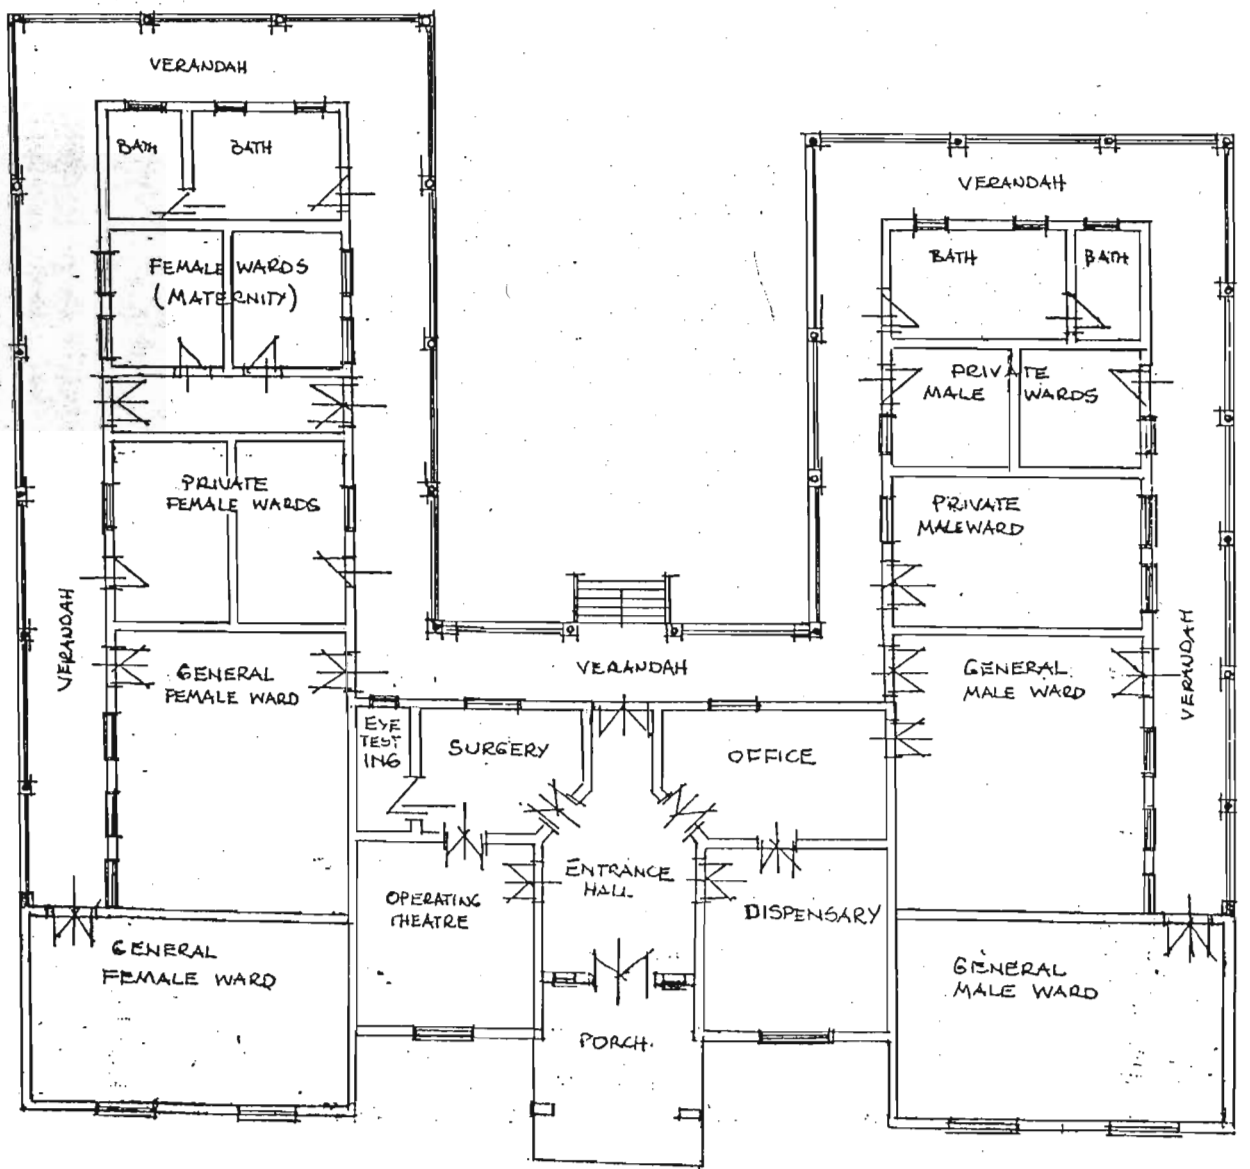 VERANDAH
BATH
BATH
FEMALE WARDS
(MATERNITY)
PRIVATE
FEMALE WARDS
VERANDAH
GENERAL
FEMALE WARD
GENERAL
FEMALE WARD
VERANDAH
EYE
TEST
ING
SURGERY
OFFICE
OPERATING
THEATRE
ENTRANCE
HALL
DISPENSARY
PORCH.
VERANDAH
BATH
BATH
PRIVATE
MALE WARDS
PRIVATE
MALE WARD
GENERAL
MALE WARD
VERANDAH
GENERAL
MALE WARD